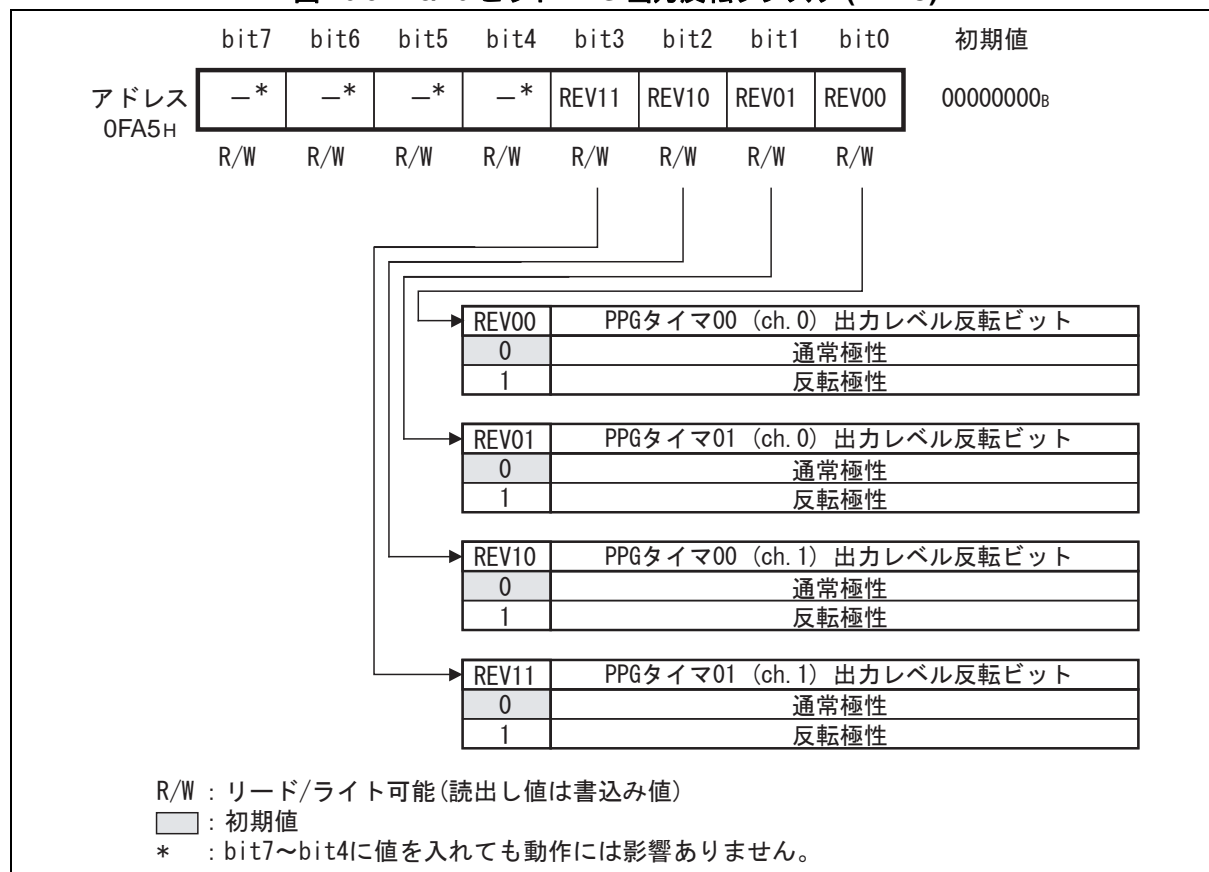 bit7 bit6 bit5 bit4 bit3 bit2 bit1 bit0 初期値
アドレス
0FA5H
—* —* —* —* REV11 REV10 REV01 REV00 00000000B
R/W R/W R/W R/W R/W R/W R/W R/W
REV00 PPGタイマ00 (ch.0) 出力レベル反転ビット
0 通常極性
1 反転極性
REV01 PPGタイマ01 (ch.0) 出力レベル反転ビット
0 通常極性
1 反転極性
REV10 PPGタイマ00 (ch.1) 出力レベル反転ビット
0 通常極性
1 反転極性
REV11 PPGタイマ01 (ch.1) 出力レベル反転ビット
0 通常極性
1 反転極性
R/W : リード/ライト可能(読出し値は書込み値)
: 初期値
* : bit7～bit4に値を入れても動作には影響ありません。